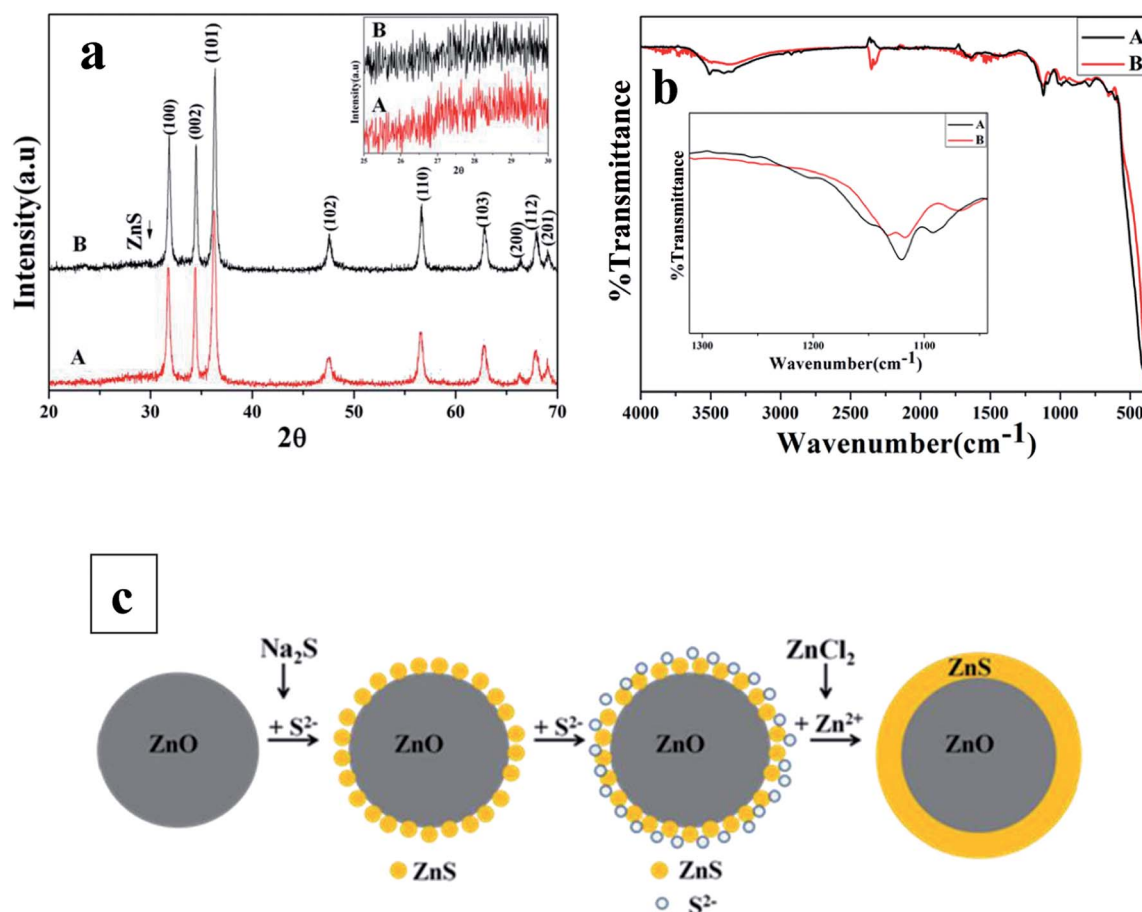 a
Intensity(a.u)
2θ
20 30 40 50 60 70
(100)
(002)
(101)
(102)
(110)
(103)
(200)
(112)
(201)
ZnS
B
A
B
A
Intensity(a.u)
25 26 27 28 29 30
2θ
b
%Transmittance
A
B
4000 3500 3000 2500 2000 1500 1000 500
Wavenumber(cm⁻¹)
A
B
%Transmittance
1300 1200 1100
Wavenumber(cm⁻¹)
c
Na₂S
ZnCl₂
ZnO
+ S²⁻
ZnO
+ S²⁻
ZnO
+ Zn²⁺
ZnS
ZnO
ZnS
ZnS
S²⁻